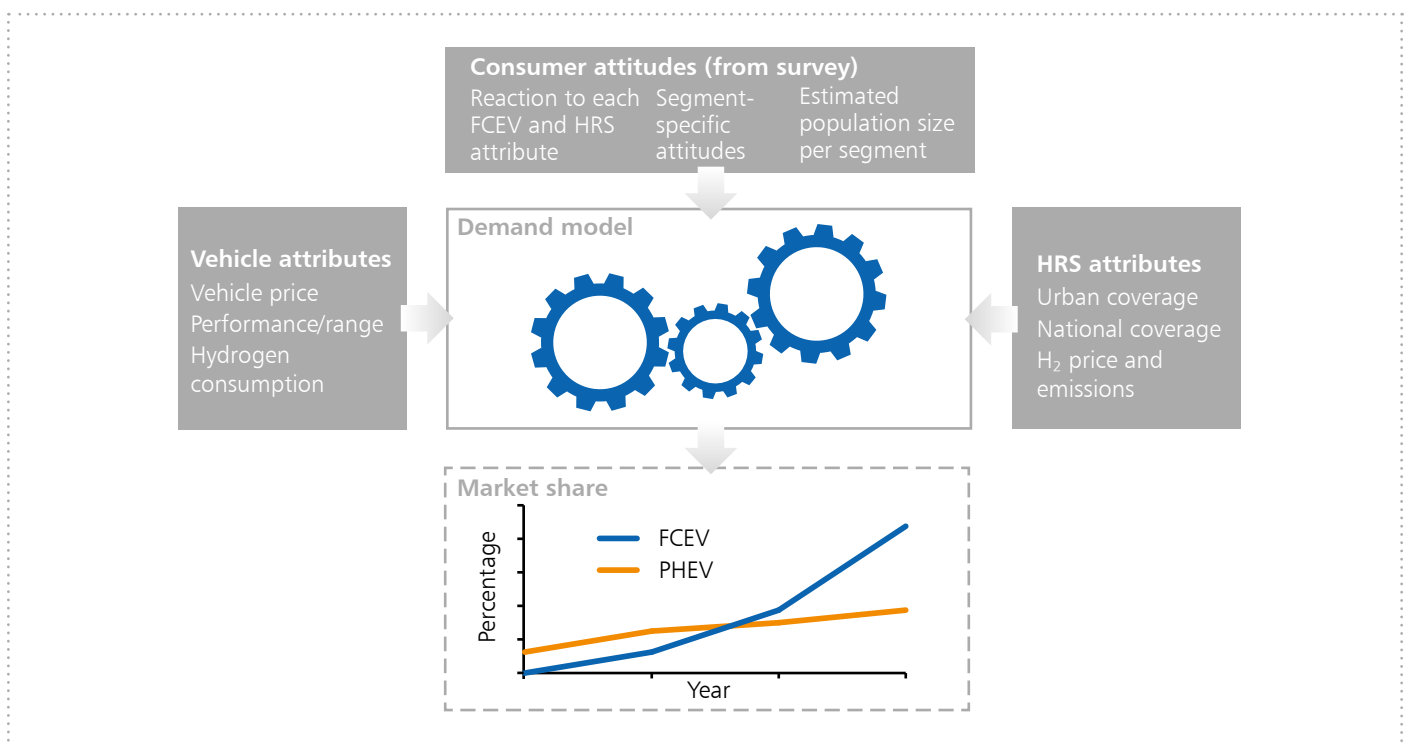 Consumer attitudes (from survey)
Reaction to each
FCEV and HRS
attribute
Segment-
specific
attitudes
Estimated
population size
per segment
Vehicle attributes
Vehicle price
Performance/range
Hydrogen
consumption
Demand model
HRS attributes
Urban coverage
National coverage
H₂ price and
emissions
Market share
Percentage
FCEV
PHEV
Year